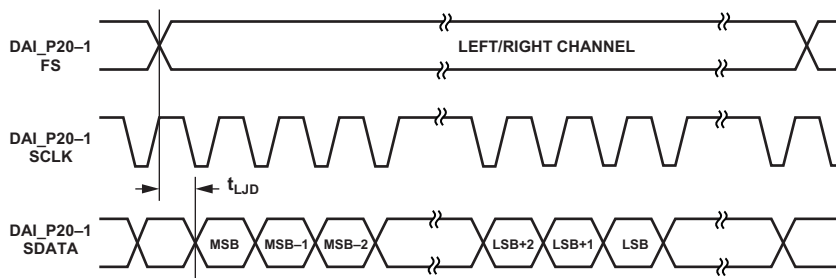 DAI_P20–1
FS
LEFT/RIGHT CHANNEL
DAI_P20–1
SCLK
tLJD
DAI_P20–1
SDATA
MSB
MSB–1
MSB–2
LSB+2
LSB+1
LSB